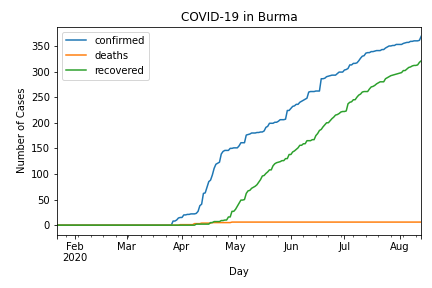 COVID-19 in Burma
confirmed
deaths
recovered
Number of Cases
350
300
250
200
150
100
50
0
Feb Mar Apr May Jun Jul Aug
2020
Day